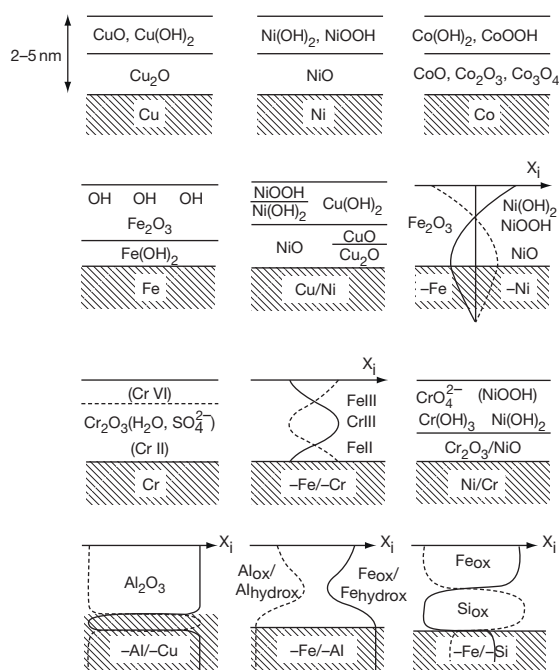 2–5 nm
CuO, Cu(OH)₂
Cu₂O
Cu
Ni(OH)₂, NiOOH
NiO
Ni
Co(OH)₂, CoOOH
CoO, Co₂O₃, Co₃O₄
Co
OH OH OH
Fe₂O₃
Fe(OH)₂
Fe
NiOOH
Ni(OH)₂
Cu(OH)₂
NiO
CuO
Cu₂O
Cu/Ni
Xᵢ
Fe₂O₃
Ni(OH)₂
NiOOH
NiO
–Fe
–Ni
(Cr VI)
Cr₂O₃(H₂O, SO₄²⁻)
(Cr II)
Cr
Xᵢ
FeIII
CrIII
FeII
–Fe/–Cr
CrO₄²⁻ (NiOOH)
Cr(OH)₃ Ni(OH)₂
Cr₂O₃/NiO
Ni/Cr
Xᵢ
Al₂O₃
–Al/–Cu
Xᵢ
Alox/
Alhydrox
Feox/
Fehydrox
–Fe/–Al
Xᵢ
Feox
Siox
–Fe/–Si